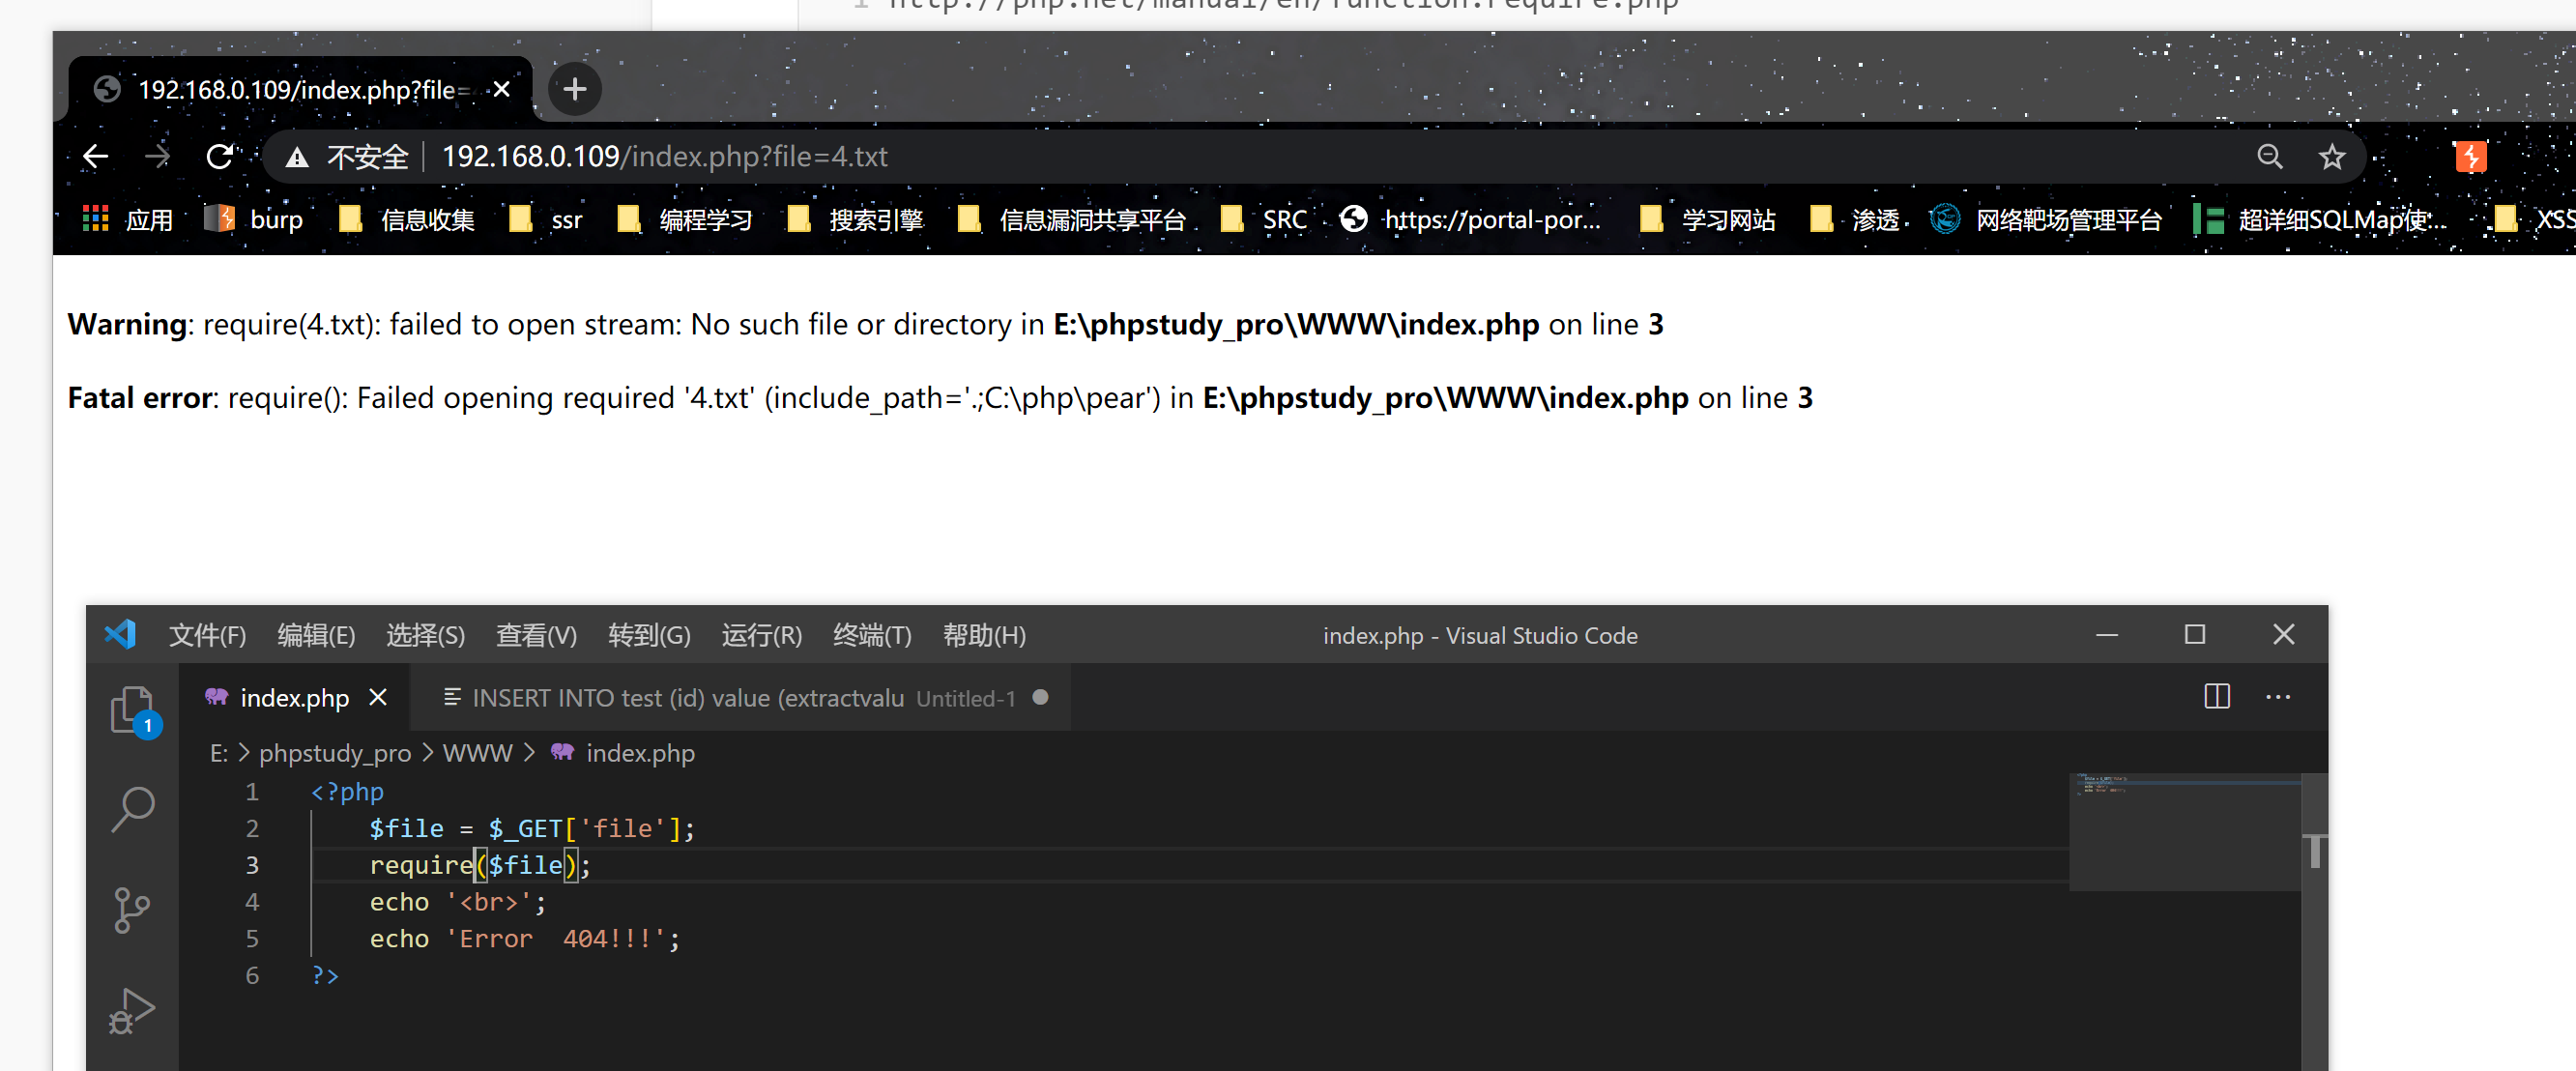 1 http://php.net/manual/en/function.require.php
192.168.0.109/index.php?file=
不安全 192.168.0.109/index.php?file=4.txt
应用 burp 信息收集 ssr 编程学习 搜索引擎 信息漏洞共享平台 SRC https://portal-por... 学习网站 渗透 网络靶场管理平台 超详细SQLMap使... XSS
Warning: require(4.txt): failed to open stream: No such file or directory in E:\phpstudy_pro\WWW\index.php on line 3
Fatal error: require(): Failed opening required '4.txt' (include_path='.;C:\php\pear') in E:\phpstudy_pro\WWW\index.php on line 3
文件(F) 编辑(E) 选择(S) 查看(V) 转到(G) 运行(R) 终端(T) 帮助(H) index.php - Visual Studio Code
index.php INSERT INTO test (id) value (extractvalu Untitled-1
1
E: > phpstudy_pro > WWW > index.php
1 <?php
2 $file = $_GET['file'];
3 require($file);
4 echo '<br>';
5 echo 'Error  404!!!';
6 ?>